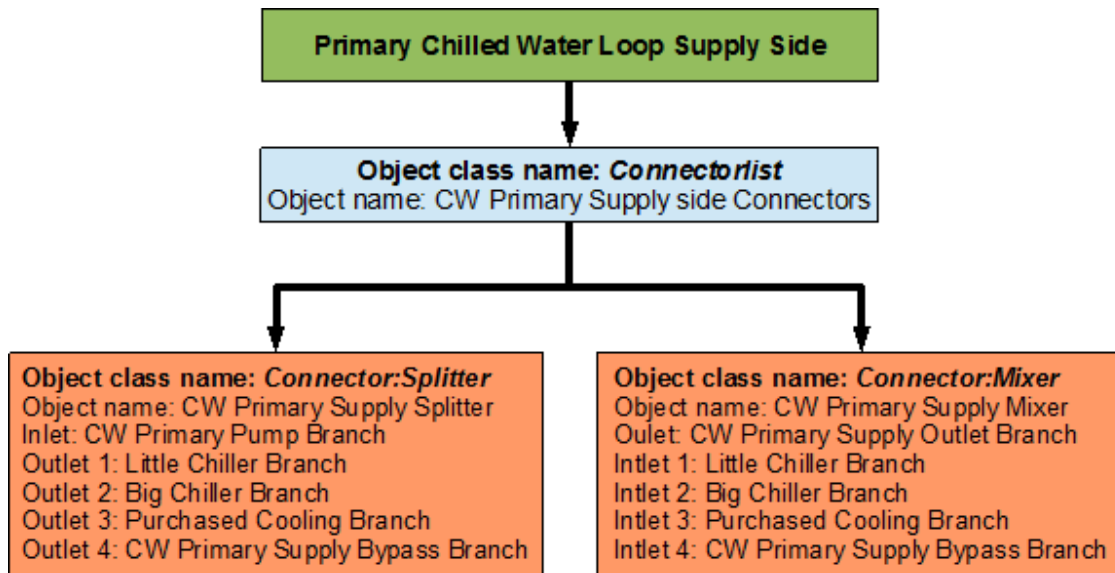 Primary Chilled Water Loop Supply Side
Object class name: Connectorlist
Object name: CW Primary Supply side Connectors
Object class name: Connector:Splitter
Object name: CW Primary Supply Splitter
Inlet: CW Primary Pump Branch
Outlet 1: Little Chiller Branch
Outlet 2: Big Chiller Branch
Outlet 3: Purchased Cooling Branch
Outlet 4: CW Primary Supply Bypass Branch
Object class name: Connector:Mixer
Object name: CW Primary Supply Mixer
Oulet: CW Primary Supply Outlet Branch
Intlet 1: Little Chiller Branch
Intlet 2: Big Chiller Branch
Intlet 3: Purchased Cooling Branch
Intlet 4: CW Primary Supply Bypass Branch